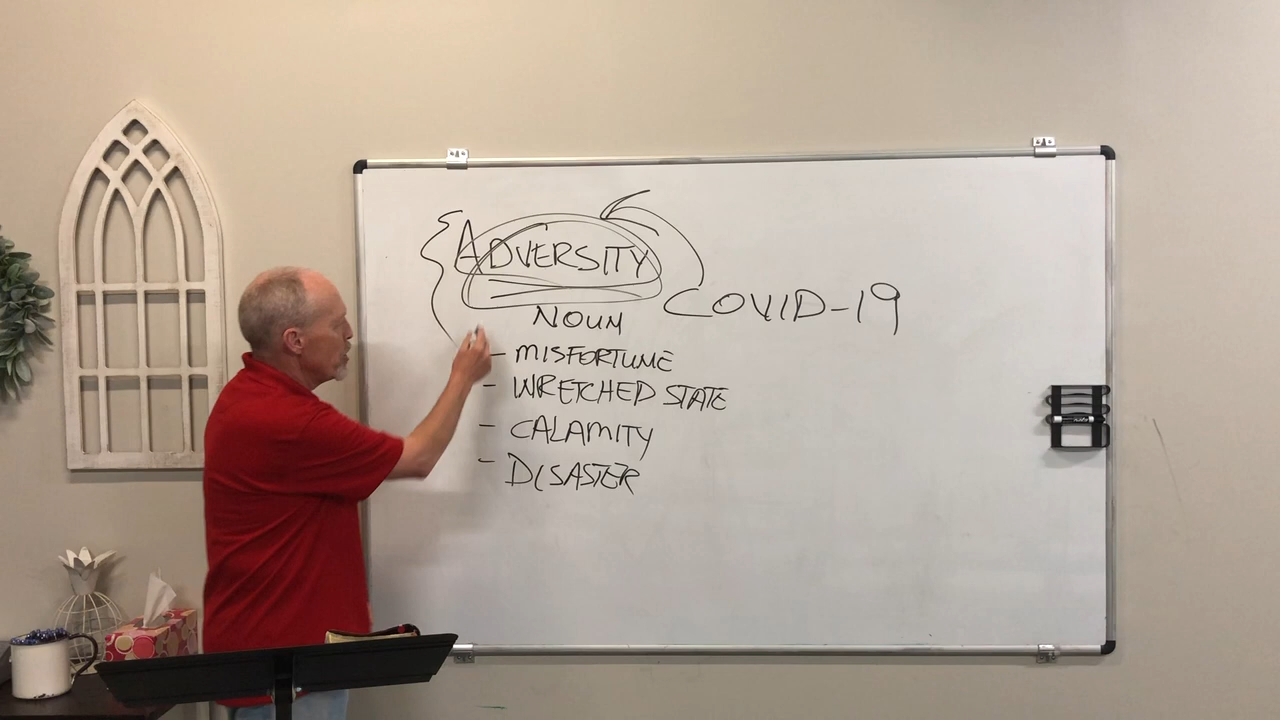 ADVERSITY
COVID-19
NOUN
- MISFORTUNE
- WRETCHED STATE
- CALAMITY
- DISASTER